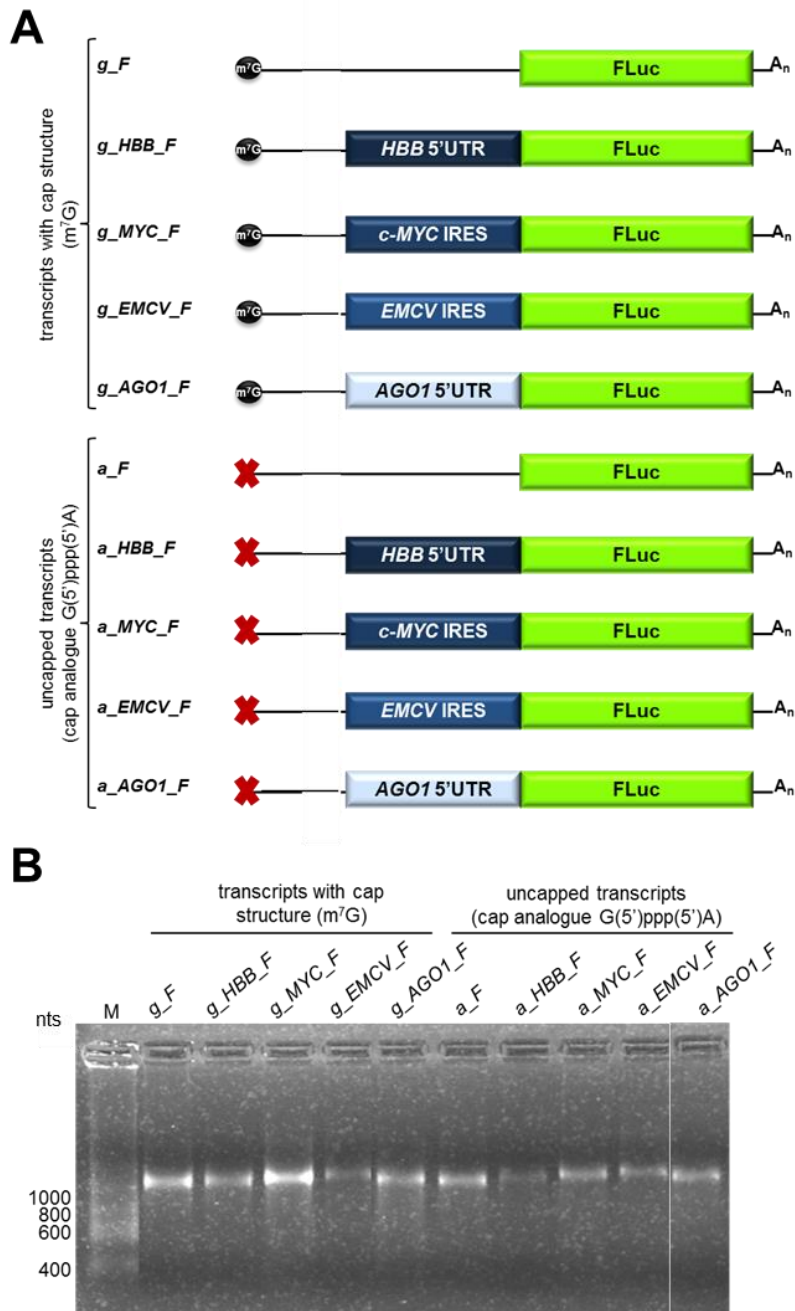 A
transcripts with cap structure
(m⁷G)
g_F
m⁷G
FLuc
Aₙ
g_HBB_F
m⁷G
HBB 5'UTR
FLuc
Aₙ
g_MYC_F
m⁷G
c-MYC IRES
FLuc
Aₙ
g_EMCV_F
m⁷G
EMCV IRES
FLuc
Aₙ
g_AGO1_F
m⁷G
AGO1 5'UTR
FLuc
Aₙ
uncapped transcripts
(cap analogue G(5')ppp(5')A)
a_F
FLuc
Aₙ
a_HBB_F
HBB 5'UTR
FLuc
Aₙ
a_MYC_F
c-MYC IRES
FLuc
Aₙ
a_EMCV_F
EMCV IRES
FLuc
Aₙ
a_AGO1_F
AGO1 5'UTR
FLuc
Aₙ
B
transcripts with cap
structure (m⁷G)
uncapped transcripts
(cap analogue G(5')ppp(5')A)
nts
M
g_F
g_HBB_F
g_MYC_F
g_EMCV_F
g_AGO1_F
a_F
a_HBB_F
a_MYC_F
a_EMCV_F
a_AGO1_F
1000
800
600
400